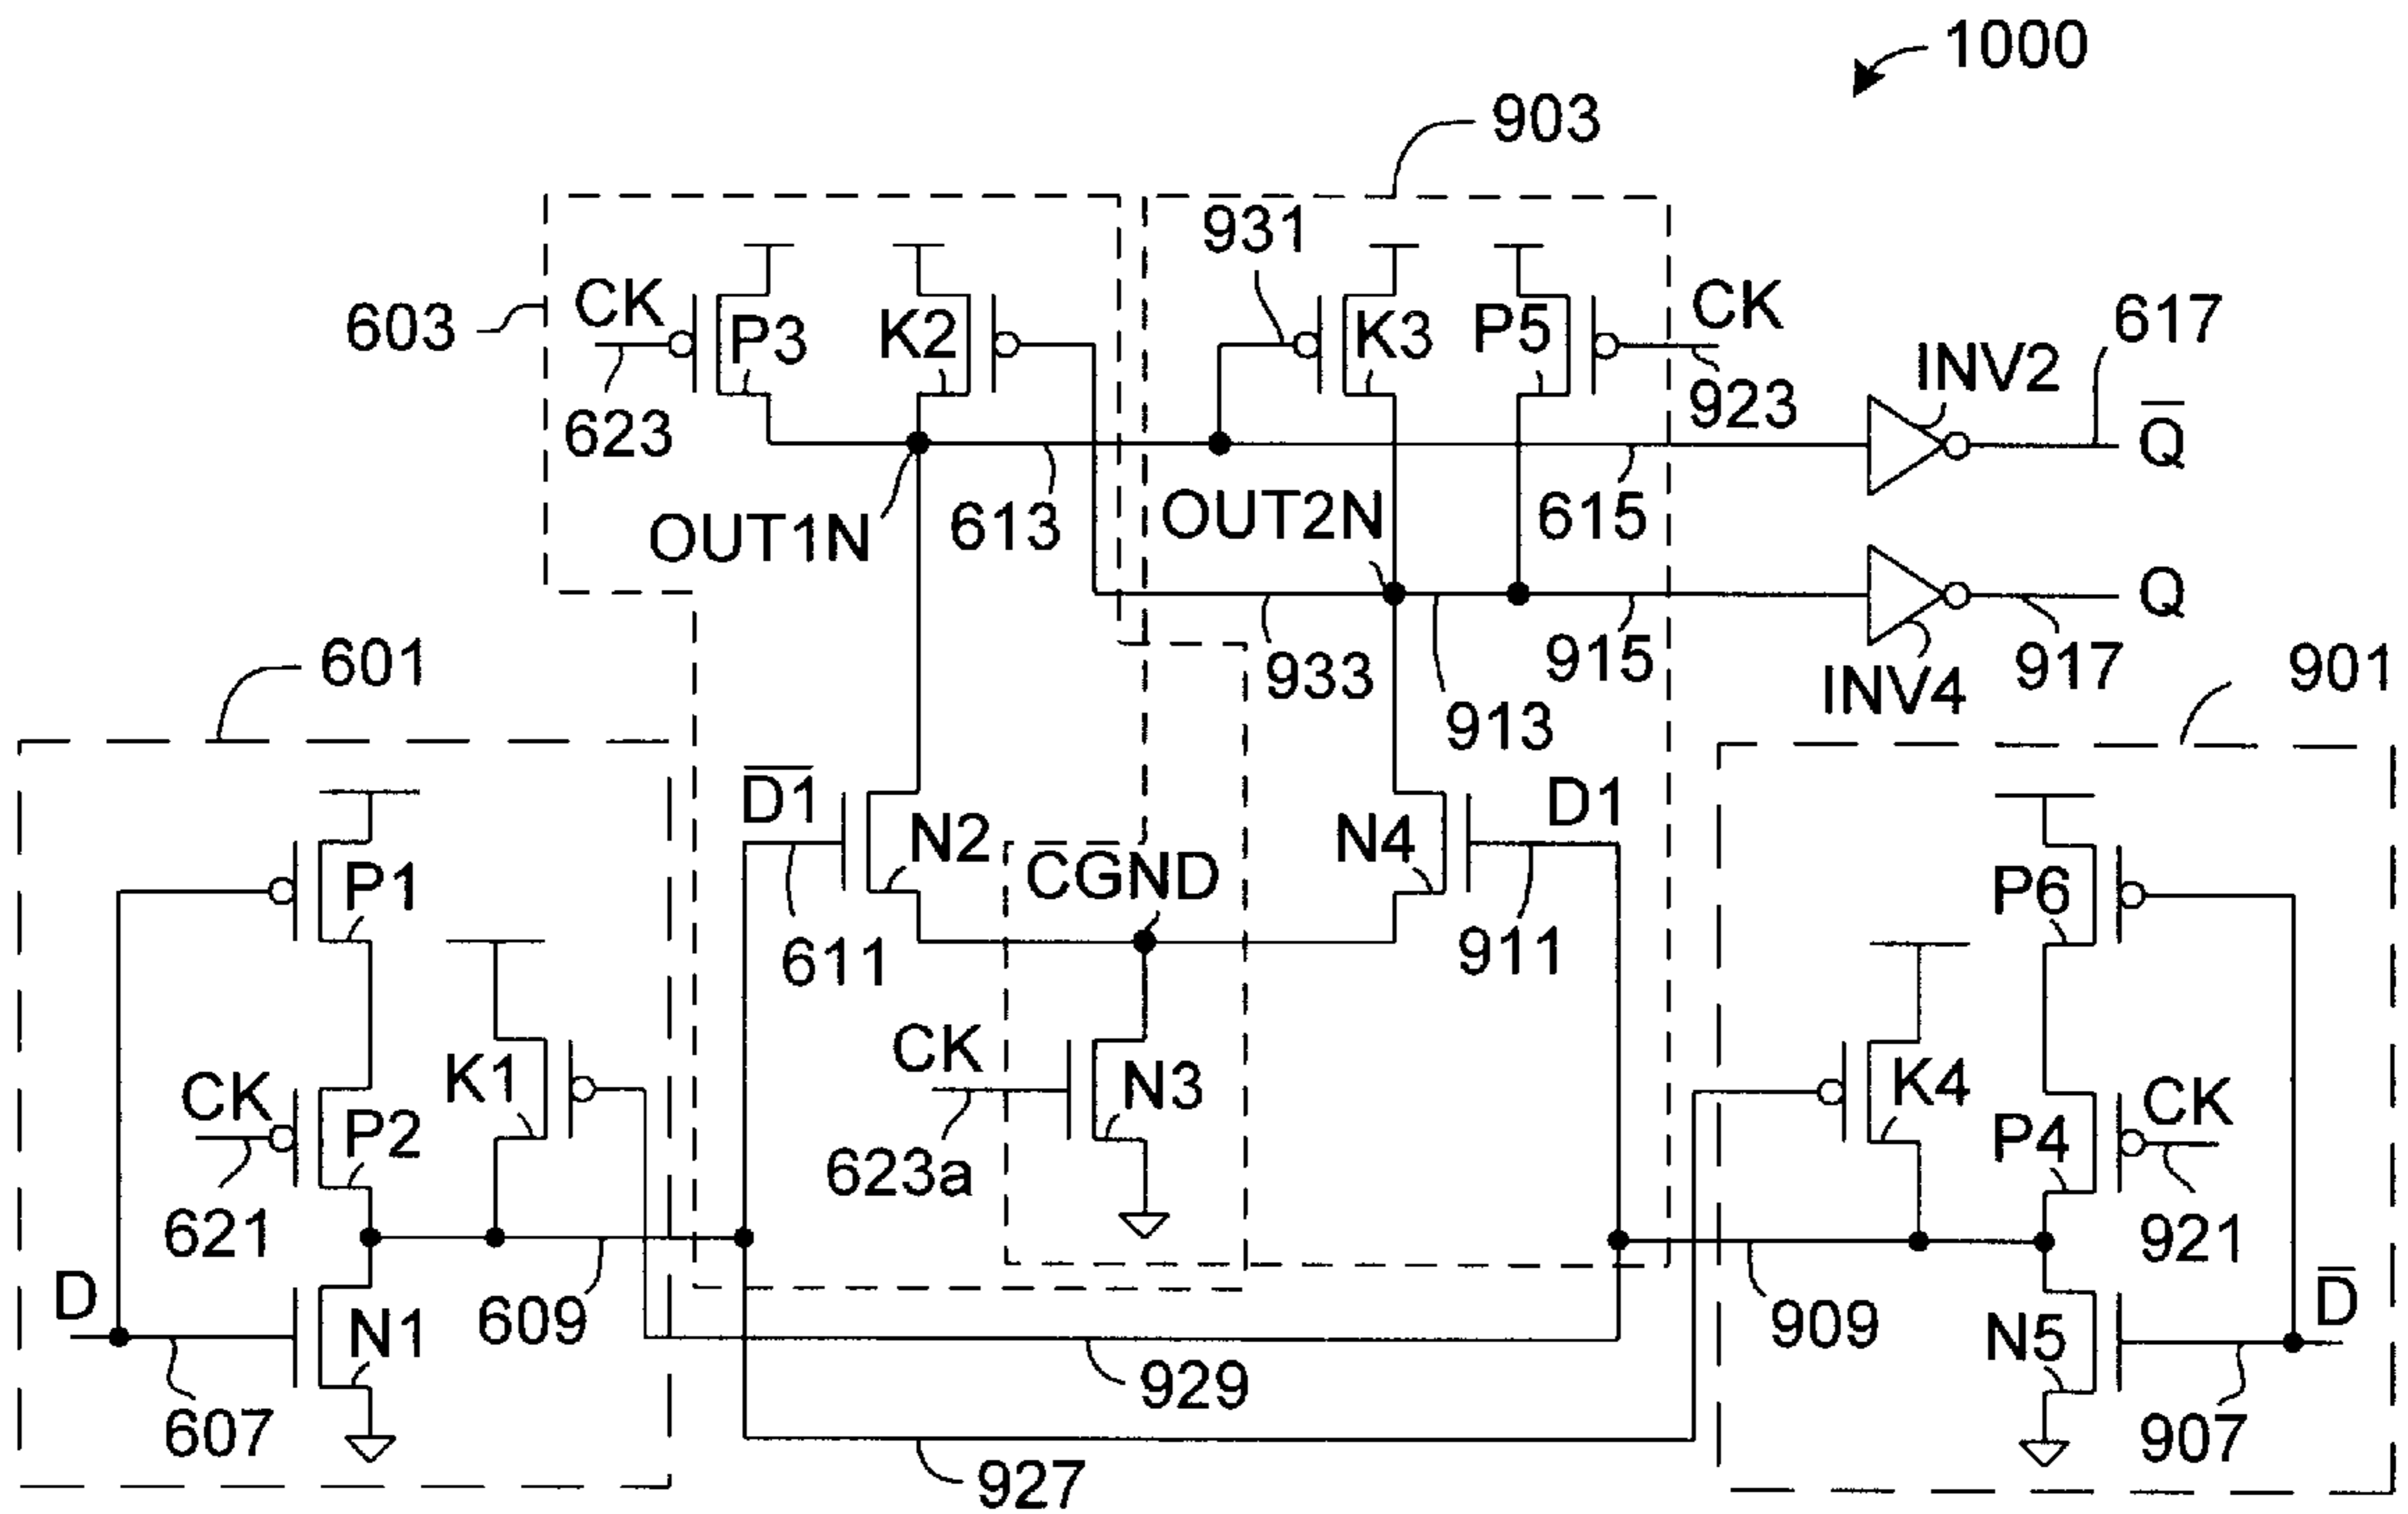 1000
903
931
603
CK
P3
K2
K3
P5
CK
617
INV2
623
923
Q̅
OUT1N
613
OUT2N
615
Q
933
913
915
INV4
917
601
901
D̅1̅
N2
N4
D1
CGND
P1
P6
611
911
CK
K1
P2
CK
N3
K4
P4
CK
621
623a
921
D
N1
609
909
N5
D̅
607
929
907
927